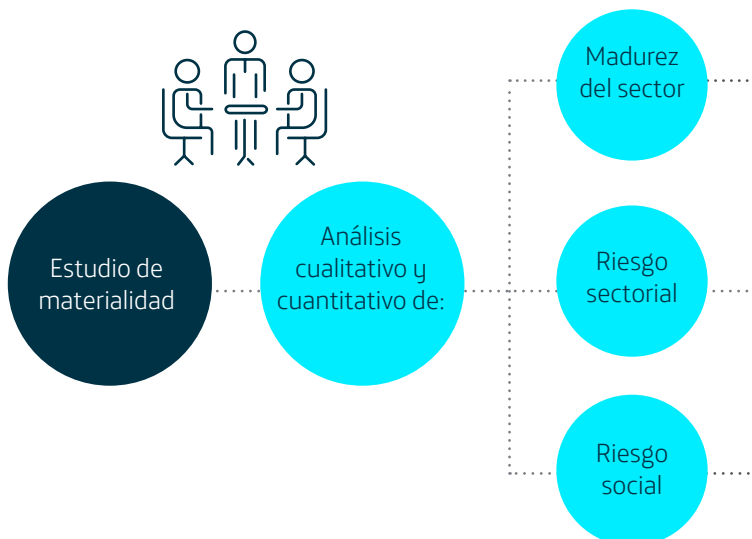 Estudio de
materialidad
Análisis
cualitativo y
cuantitativo de:
Madurez
del sector
Riesgo
sectorial
Riesgo
social